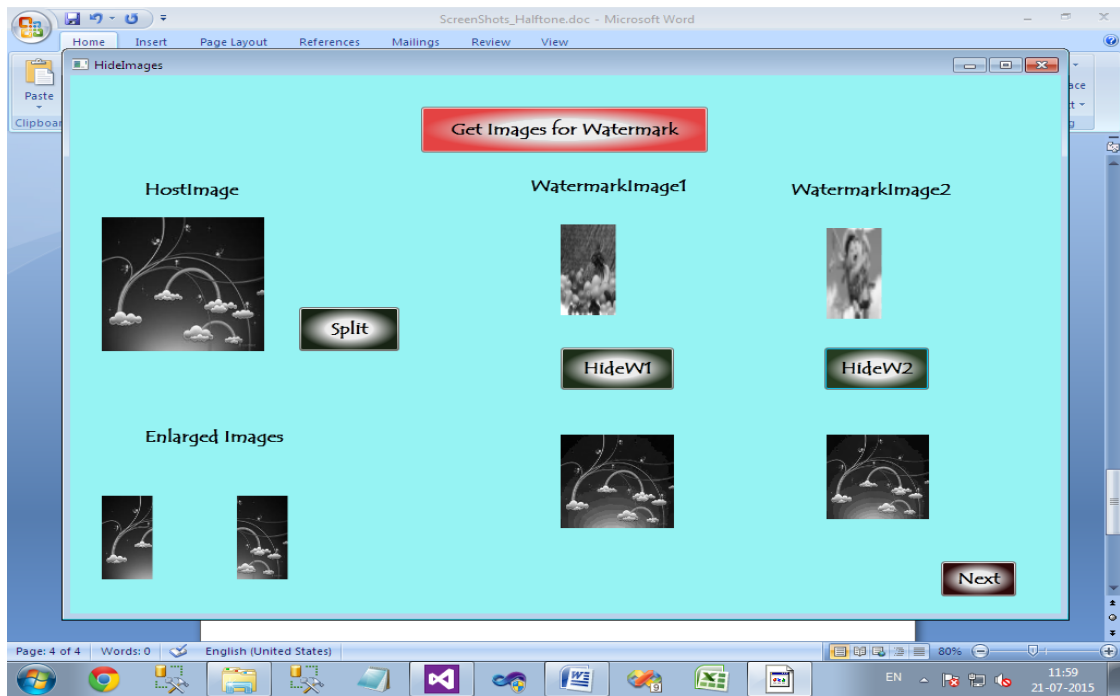 ScreenShots_Halftone.doc - Microsoft Word
Home Insert Page Layout References Mailings Review View
HideImages
Paste
Clipboar
ace
Get Images for Watermark
HostImage
WatermarkImage1
WatermarkImage2
Split
HideW1
HideW2
Enlarged Images
Next
Page: 4 of 4 Words: 0 English (United States) 80%
EN 11:59
21-07-2015